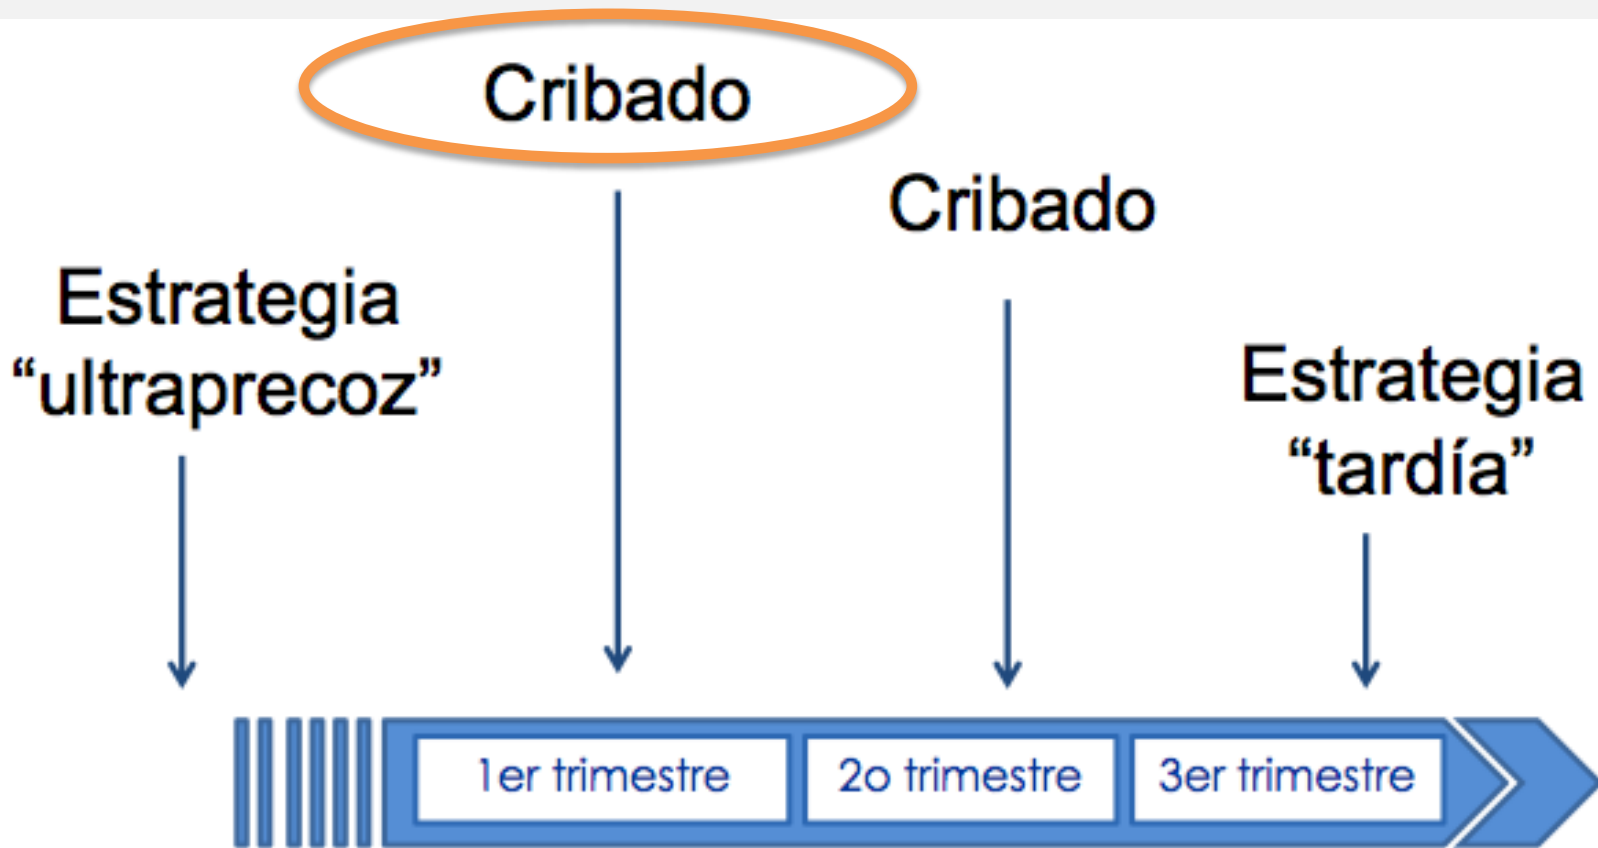 Cribado
Cribado
Estrategia
“ultraprecoz”
Estrategia
“tardía”
1er trimestre
2o trimestre
3er trimestre